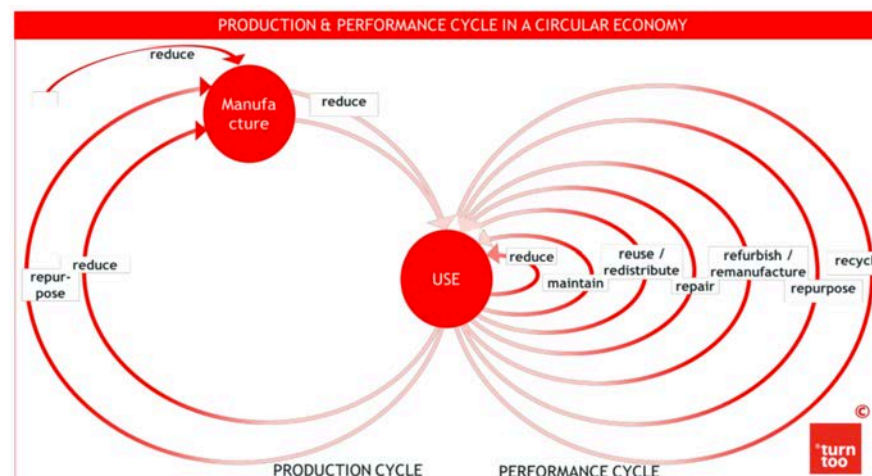 PRODUCTION & PERFORMANCE CYCLE IN A CIRCULAR ECONOMY
reduce
Manufa
cture
reduce
repur-
pose
reduce
USE
reduce
maintain
reuse /
redistribute
repair
refurbish /
remanufacture
repurpose
recycl
PRODUCTION CYCLE
PERFORMANCE CYCLE
©
turn
too